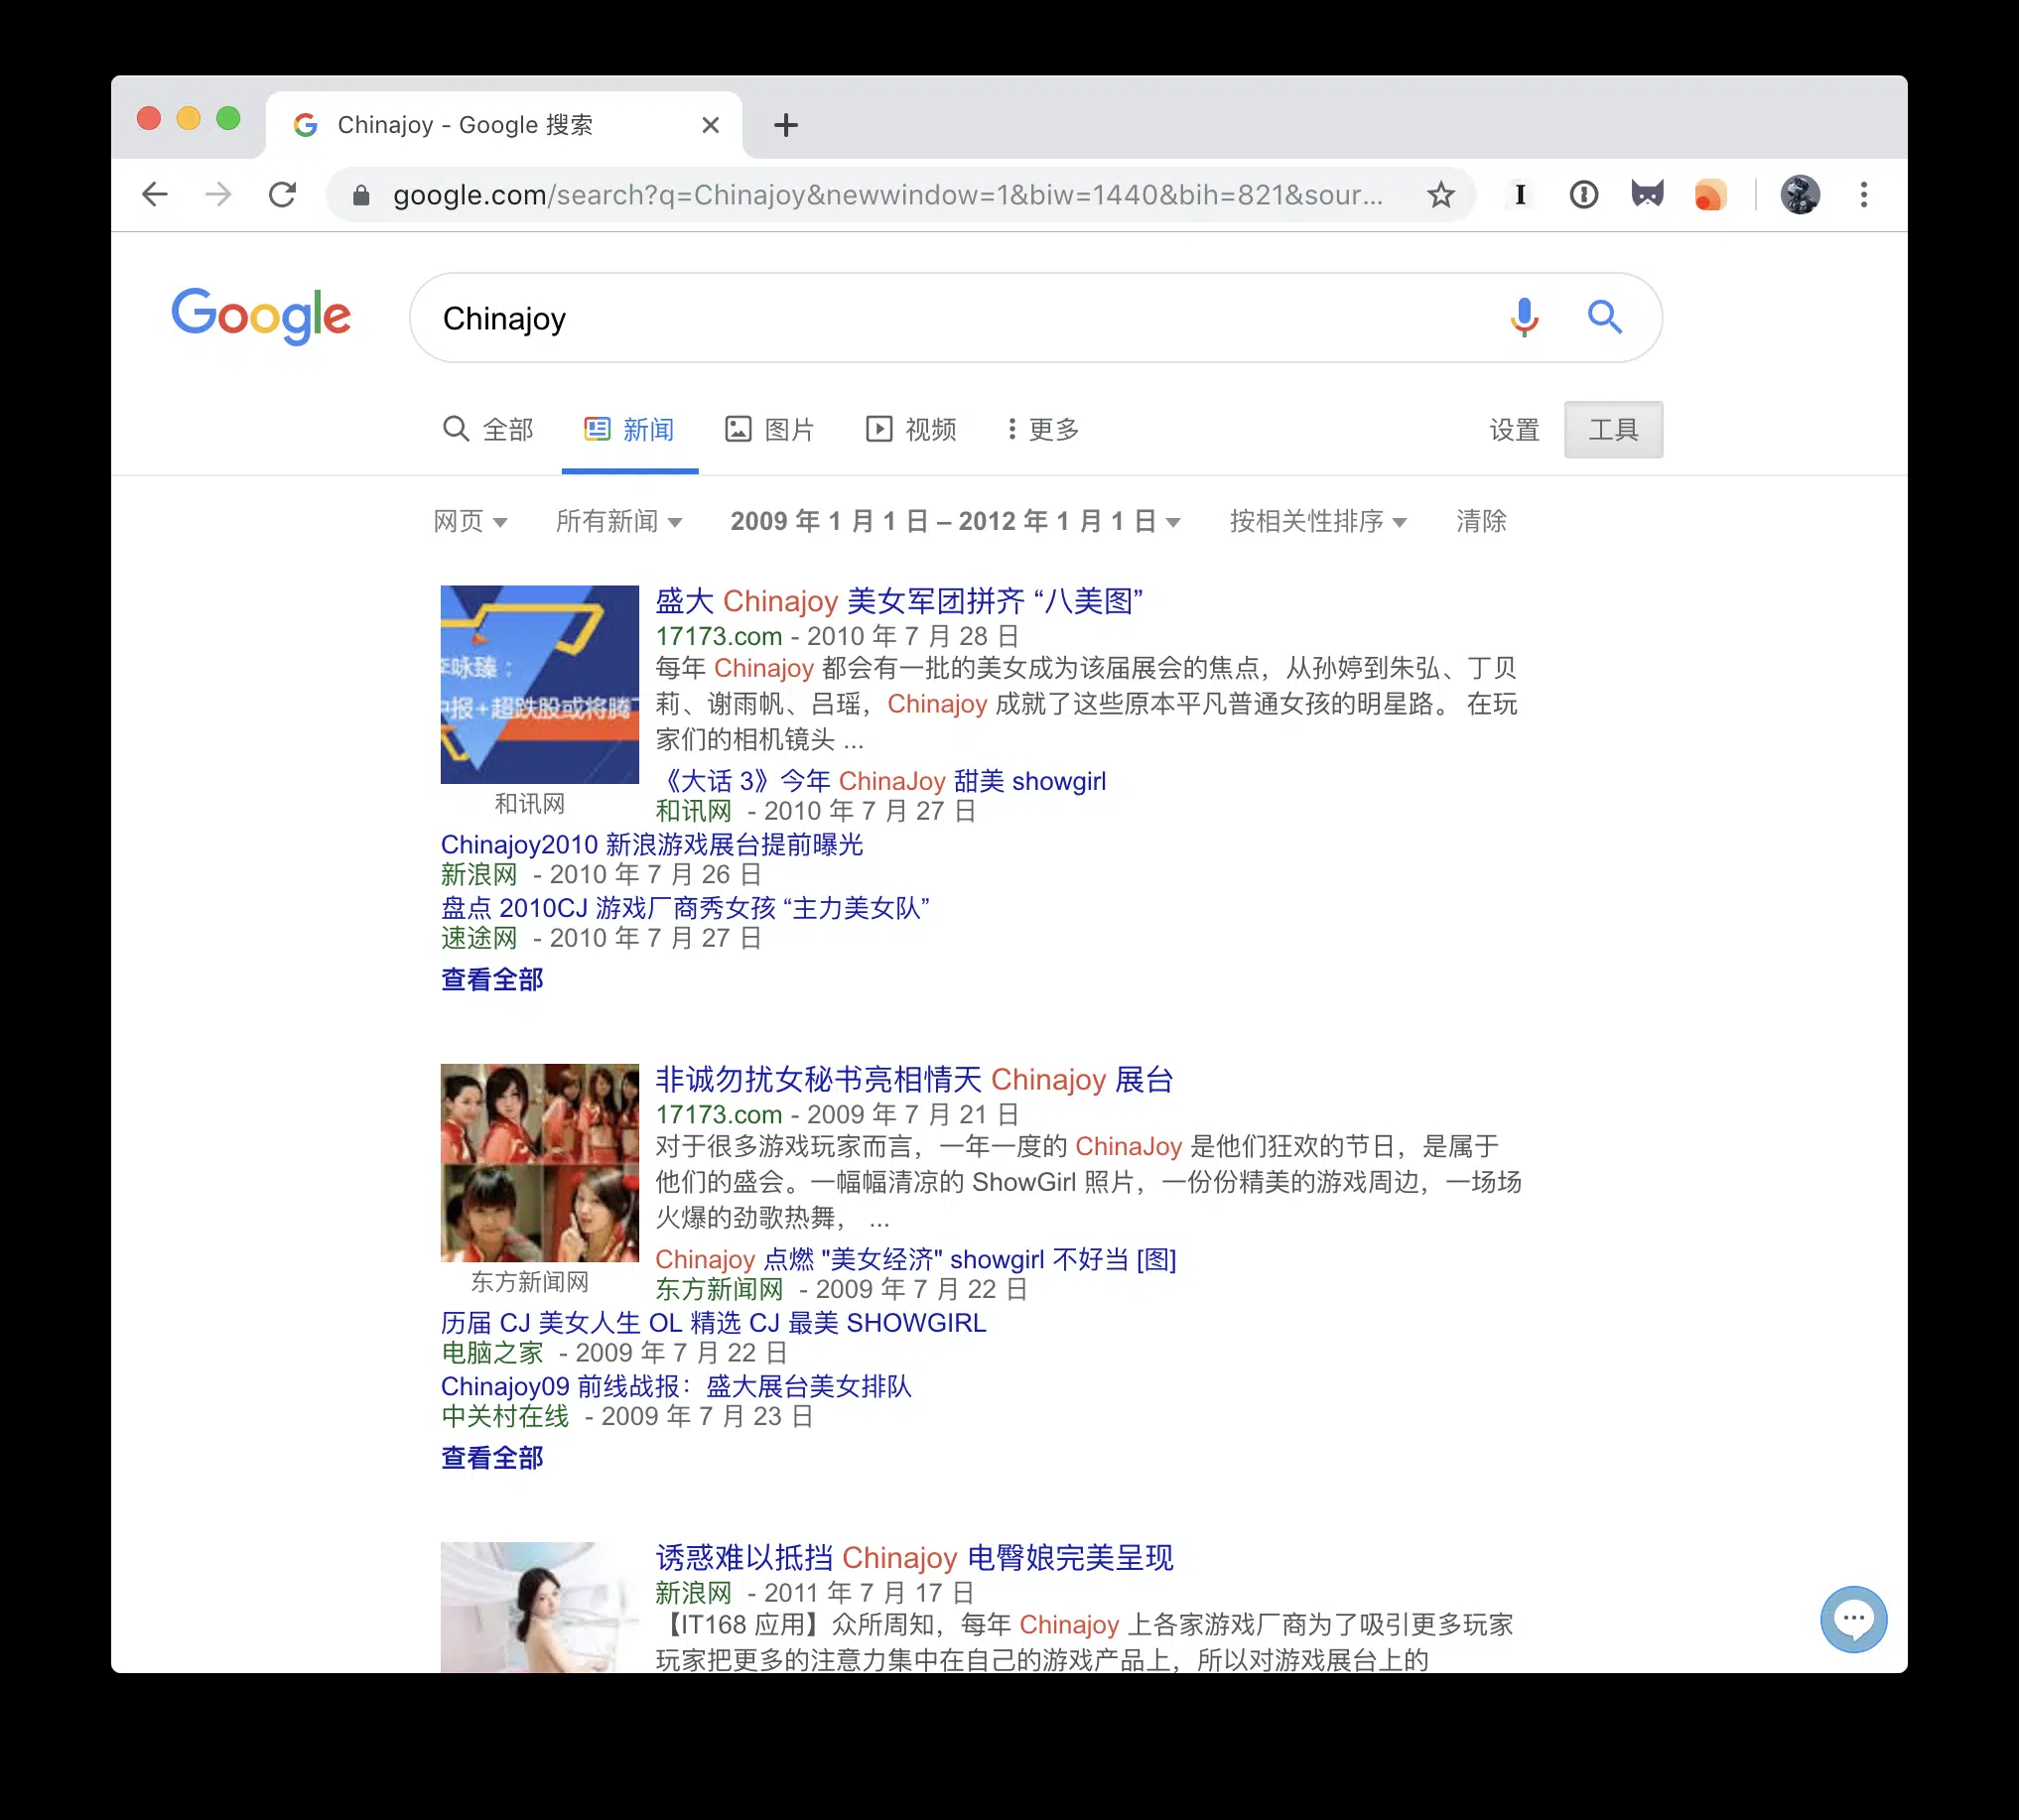 Chinajoy - Google 搜索
google.com/search?q=Chinajoy&newwindow=1&biw=1440&bih=821&sour...
Google
Chinajoy
全部 新闻 图片 视频 更多 设置 工具
网页 所有新闻 2009 年 1 月 1 日 – 2012 年 1 月 1 日 按相关性排序 清除
盛大 Chinajoy 美女军团拼齐 “八美图”
17173.com - 2010 年 7 月 28 日
每年 Chinajoy 都会有一批的美女成为该届展会的焦点，从孙婷到朱弘、丁贝
莉、谢雨帆、吕瑶，Chinajoy 成就了这些原本平凡普通女孩的明星路。 在玩
家们的相机镜头 ...
咏臻：
报+超跌股或将腾
和讯网
《大话 3》今年 ChinaJoy 甜美 showgirl
和讯网 - 2010 年 7 月 27 日
Chinajoy2010 新浪游戏展台提前曝光
新浪网 - 2010 年 7 月 26 日
盘点 2010CJ 游戏厂商秀女孩 “主力美女队”
速途网 - 2010 年 7 月 27 日
查看全部
非诚勿扰女秘书亮相情天 Chinajoy 展台
17173.com - 2009 年 7 月 21 日
对于很多游戏玩家而言，一年一度的 ChinaJoy 是他们狂欢的节日，是属于
他们的盛会。一幅幅清凉的 ShowGirl 照片，一份份精美的游戏周边，一场场
火爆的劲歌热舞， ...
东方新闻网
Chinajoy 点燃 "美女经济" showgirl 不好当 [图]
东方新闻网 - 2009 年 7 月 22 日
历届 CJ 美女人生 OL 精选 CJ 最美 SHOWGIRL
电脑之家 - 2009 年 7 月 22 日
Chinajoy09 前线战报：盛大展台美女排队
中关村在线 - 2009 年 7 月 23 日
查看全部
诱惑难以抵挡 Chinajoy 电臀娘完美呈现
新浪网 - 2011 年 7 月 17 日
【IT168 应用】众所周知，每年 Chinajoy 上各家游戏厂商为了吸引更多玩家
玩家把更多的注意力集中在自己的游戏产品上，所以对游戏展台上的